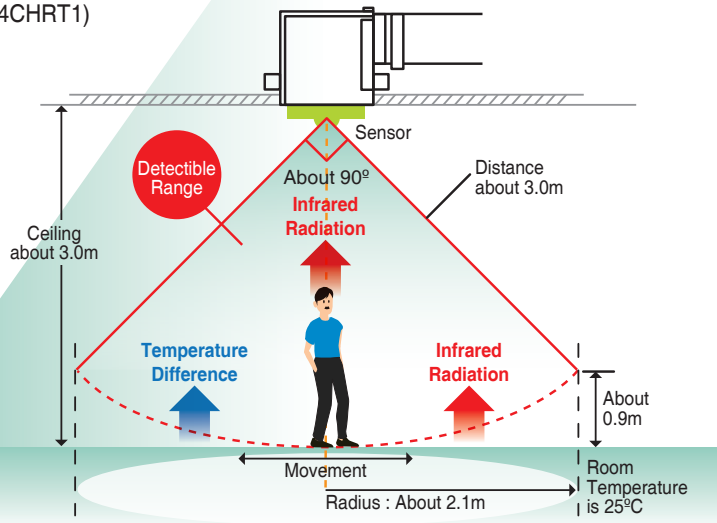 4CHRT1)
Sensor
Detectible
Range
About 90º
Distance
about 3.0m
Infrared
Radiation
Ceiling
about 3.0m
Temperature
Difference
Infrared
Radiation
About
0.9m
Movement
Radius : About 2.1m
Room
Temperature
is 25ºC